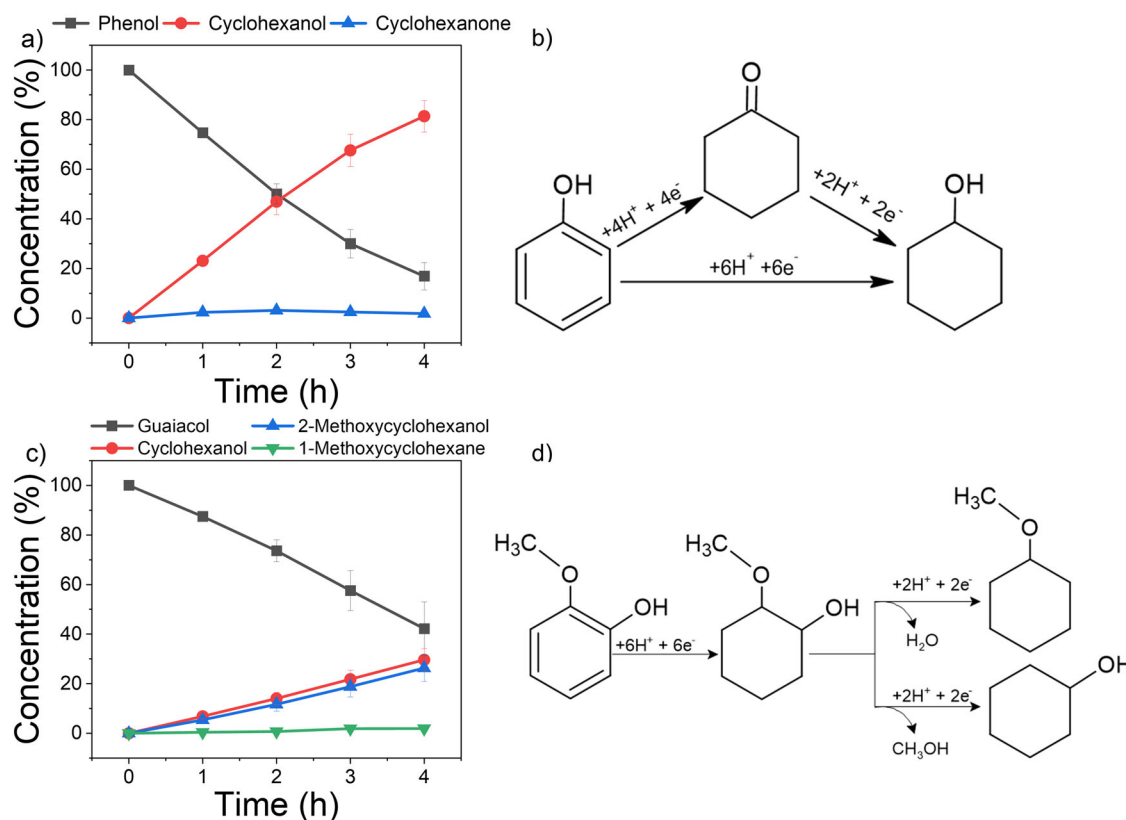 Phenol Cyclohexanol Cyclohexanone
a)
Concentration (%)
100
80
60
40
20
0
0 1 2 3 4
Time (h)
b)
O
OH
+4H⁺ + 4e⁻
+2H⁺ + 2e⁻
OH
+6H⁺ +6e⁻
Guaiacol 2-Methoxycyclohexanol
Cyclohexanol 1-Methoxycyclohexane
c)
Concentration (%)
100
80
60
40
20
0
0 1 2 3 4
Time (h)
d)
H₃C
O
OH
+6H⁺ + 6e⁻
H₃C
O
OH
+2H⁺ + 2e⁻
H₂O
H₃C
O
+2H⁺ + 2e⁻
CH₃OH
OH